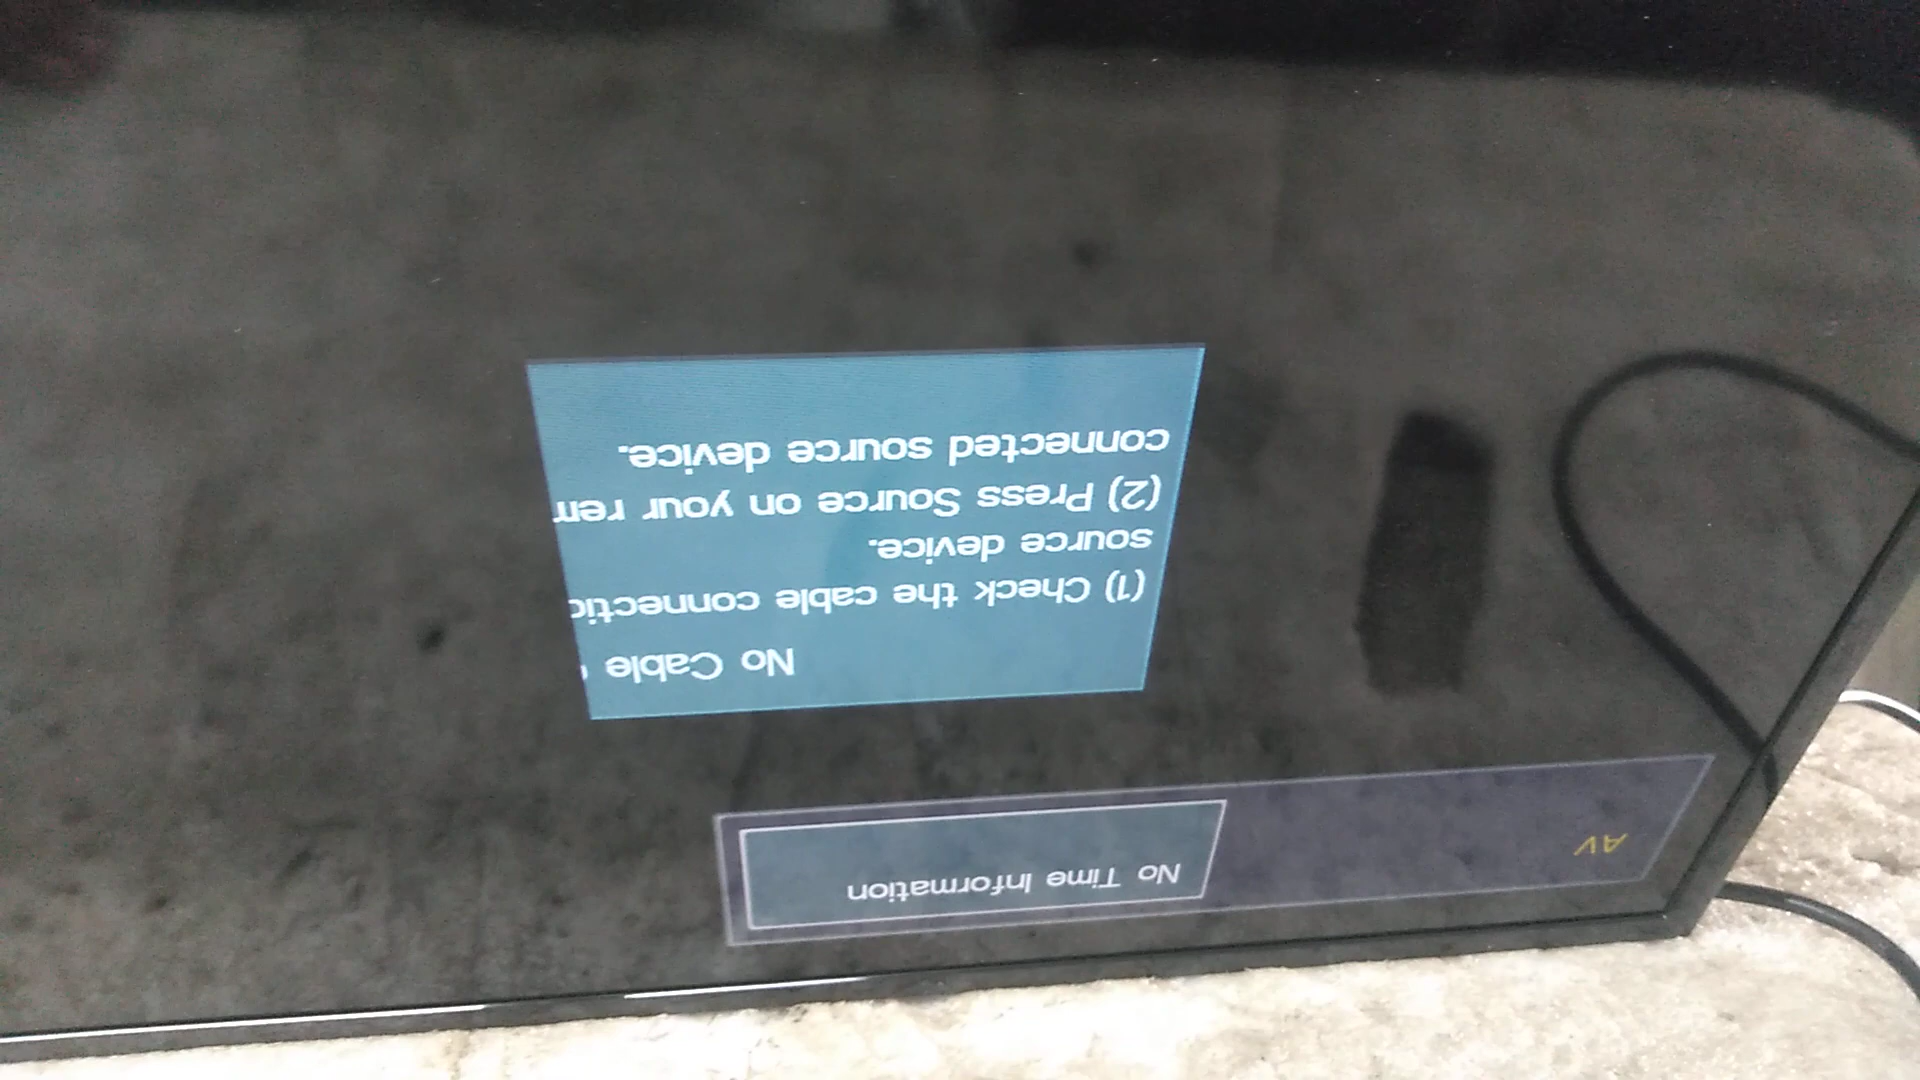 AV
No Time Information
No Cable
(1) Check the cable connectio
source device.
(2) Press Source on your rem
connected source device.